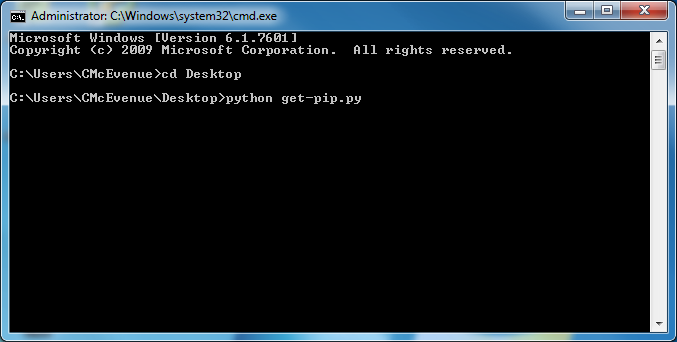 Administrator: C:\Windows\system32\cmd.exe
Microsoft Windows [Version 6.1.7601]
Copyright (c) 2009 Microsoft Corporation.  All rights reserved.
C:\Users\CMcEvenue>cd Desktop
C:\Users\CMcEvenue\Desktop>python get-pip.py